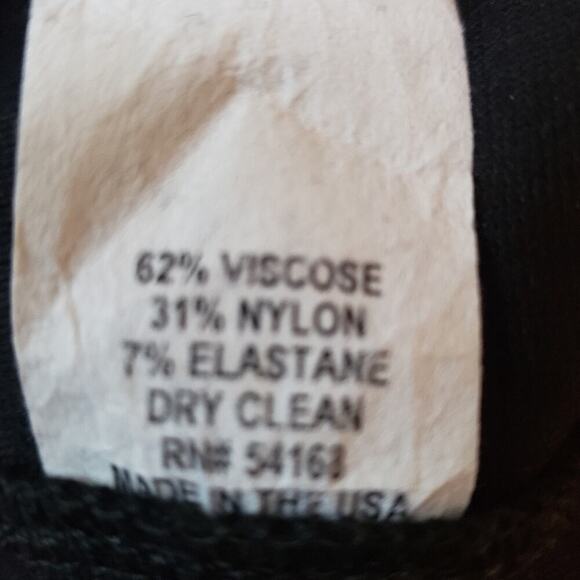 62% VISCOSE
31% NYLON
7% ELASTANE
DRY CLEAN
RN# 54168
MADE IN THE USA